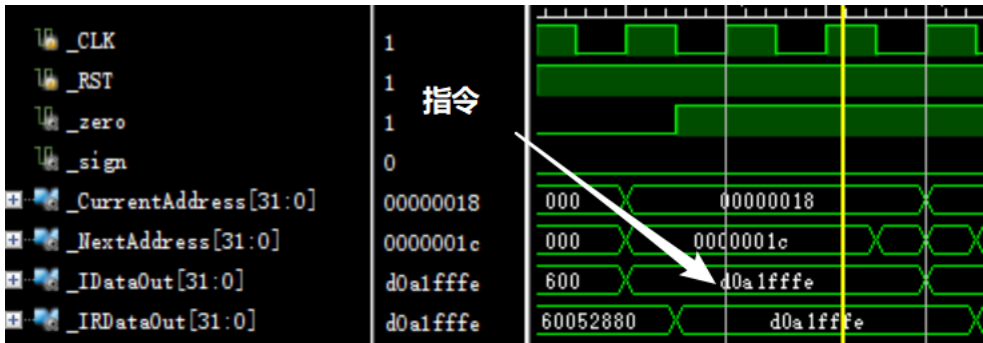 _CLK 1
_RST 1
指令
_zero 1
_sign 0
_CurrentAddress[31:0] 00000018 000 00000018
_NextAddress[31:0] 0000001c 000 0000001c
_IDataOut[31:0] d0a1fffe 600 d0a1fffe
_IRDataOut[31:0] d0a1fffe 60052880 d0a1fffe